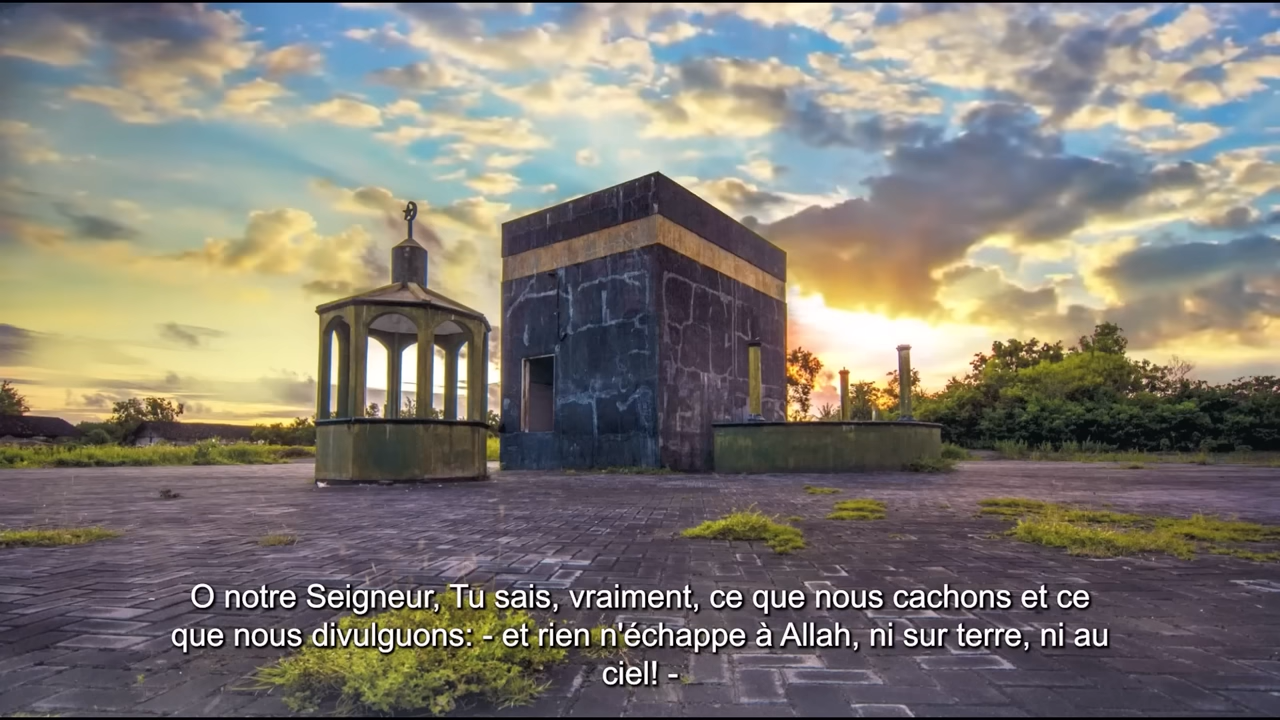 O notre Seigneur, Tu sais, vraiment, ce que nous cachons et ce
que nous divulguons: - et rien n'échappe à Allah, ni sur terre, ni au
ciel! -